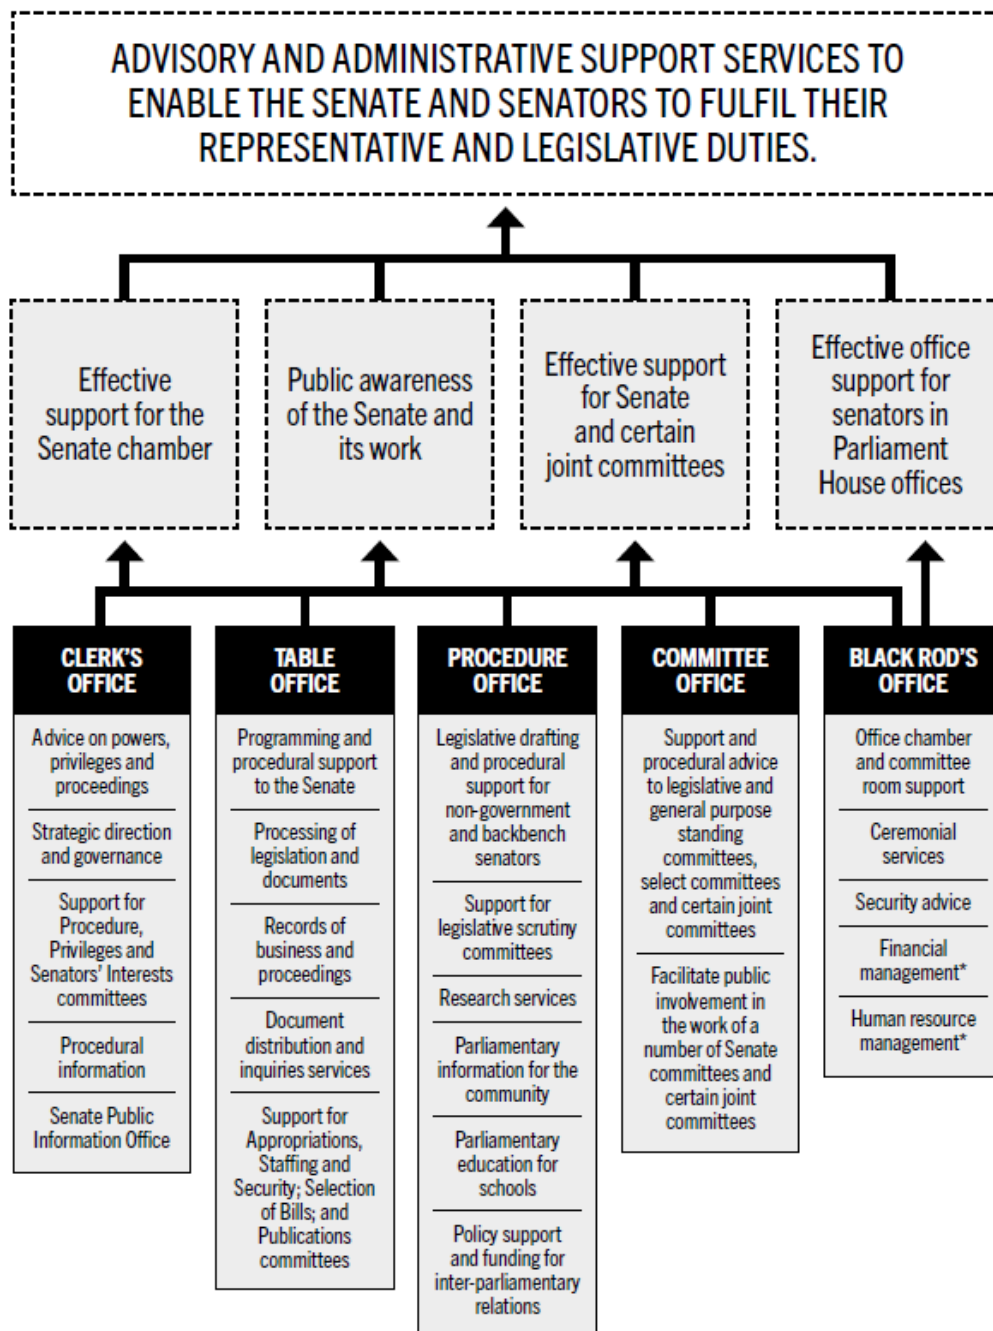 ADVISORY AND ADMINISTRATIVE SUPPORT SERVICES TO
ENABLE THE SENATE AND SENATORS TO FULFIL THEIR
REPRESENTATIVE AND LEGISLATIVE DUTIES.
Effective
support for the
Senate chamber
Public awareness
of the Senate and
its work
Effective support
for Senate
and certain
joint committees
Effective office
support for
senators in
Parliament
House offices
CLERK'S
OFFICE
Advice on powers,
privileges and
proceedings
Strategic direction
and governance
Support for
Procedure,
Privileges and
Senators' Interests
committees
Procedural
information
Senate Public
Information Office
TABLE
OFFICE
Programming and
procedural support
to the Senate
Processing of
legislation and
documents
Records of
business and
proceedings
Document
distribution and
inquiries services
Support for
Appropriations,
Staffing and
Security; Selection
of Bills; and
Publications
committees
PROCEDURE
OFFICE
Legislative drafting
and procedural
support for
non-government
and backbench
senators
Support for
legislative scrutiny
committees
Research services
Parliamentary
information for the
community
Parliamentary
education for
schools
Policy support
and funding for
inter-parliamentary
relations
COMMITTEE
OFFICE
Support and
procedural advice
to legislative and
general purpose
standing
committees,
select committees
and certain joint
committees
Facilitate public
involvement in
the work of a
number of Senate
committees and
certain joint
committees
BLACK ROD'S
OFFICE
Office chamber
and committee
room support
Ceremonial
services
Security advice
Financial
management*
Human resource
management*